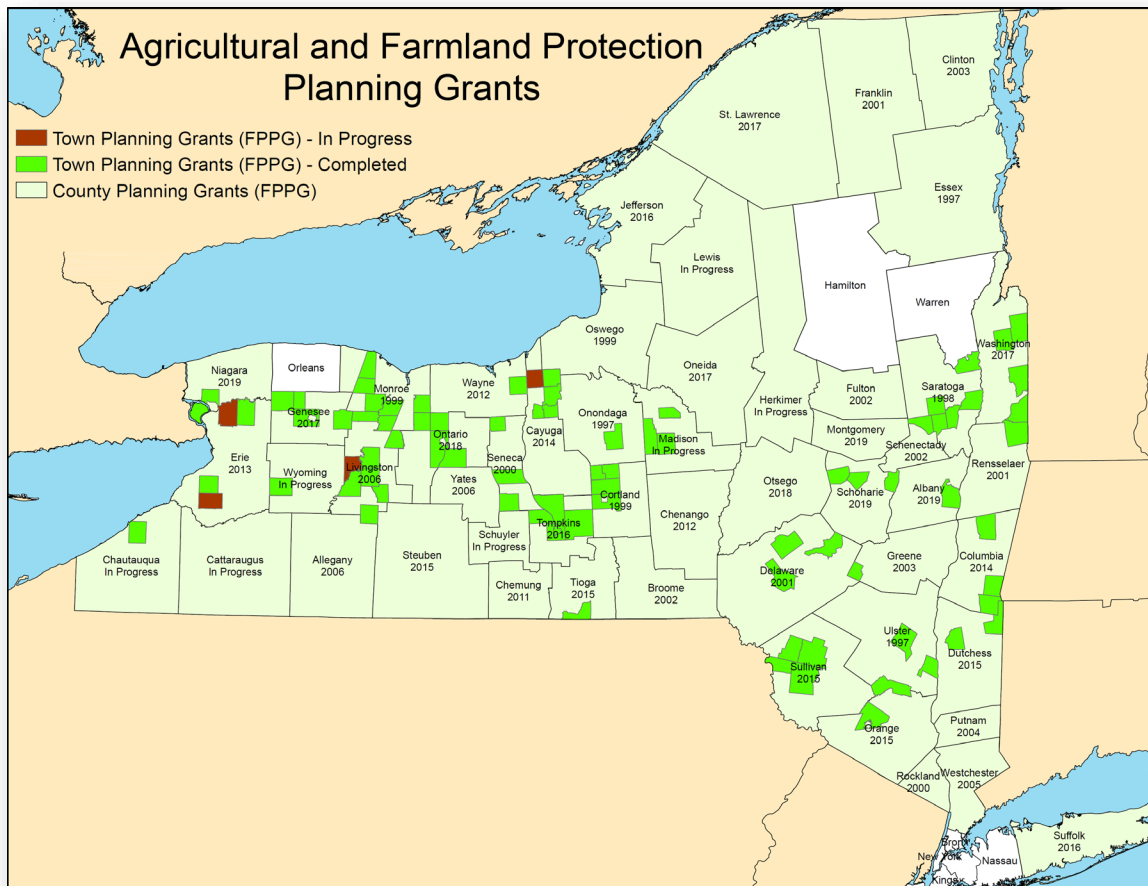 Agricultural and Farmland Protection
Planning Grants
Town Planning Grants (FPPG) - In Progress
Town Planning Grants (FPPG) - Completed
County Planning Grants (FPPG)
Clinton
2003
Franklin
2001
St. Lawrence
2017
Essex
1997
Jefferson
2016
Lewis
In Progress
Hamilton
Warren
Oswego
1999
Washington
2017
Oneida
2017
Herkimer
In Progress
Fulton
2002
Saratoga
1998
Niagara
2019
Orleans
Monroe
1999
Wayne
2012
Genesee
2017
Onondaga
1997
Cayuga
2014
Madison
In Progress
Montgomery
2019
Schenectady
2002
Ontario
2018
Erie
2013
Wyoming
In Progress
Livingston
2006
Seneca
2000
Yates
2006
Rensselaer
2001
Otsego
2018
Schoharie
2019
Albany
2019
Cortland
1999
Chenango
2012
Tompkins
2016
Schuyler
In Progress
Chautauqua
In Progress
Cattaraugus
In Progress
Allegany
2006
Steuben
2015
Greene
2003
Columbia
2014
Delaware
2001
Chemung
2011
Tioga
2015
Broome
2002
Ulster
1997
Dutchess
2015
Sullivan
2015
Orange
2015
Putnam
2004
Rockland
2000
Westchester
2005
Suffolk
2016
Bronx
New York
Nassau
Kings